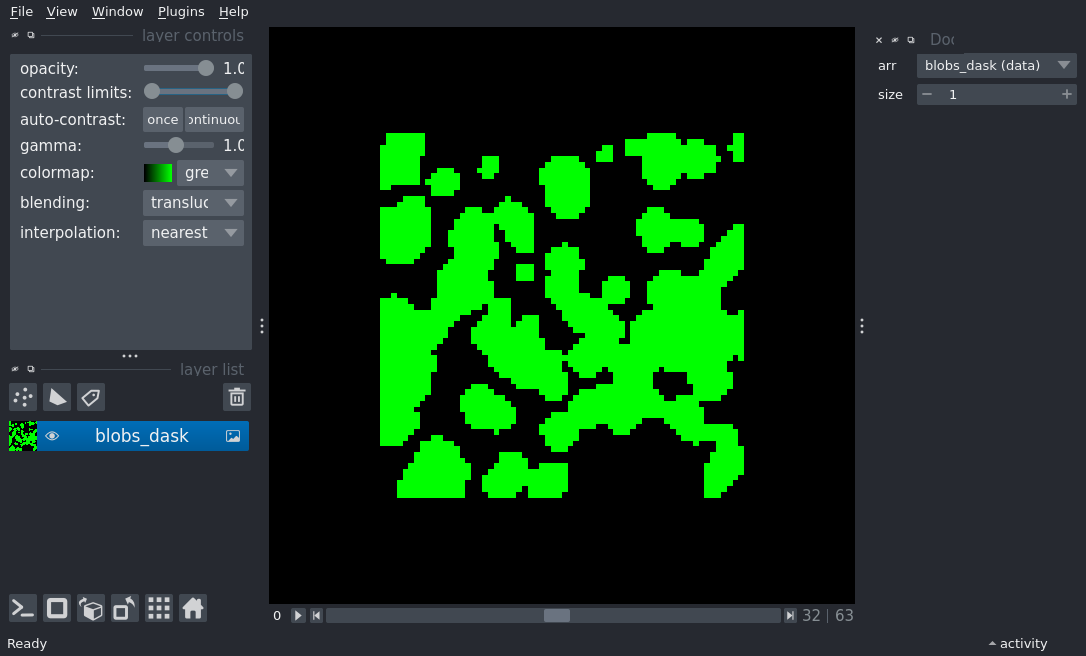 File View Window Plugins Help
layer controls
opacity: 1.0
contrast limits:
auto-contrast: once ontinuou
gamma: 1.0
colormap: gre
blending: transluc
interpolation: nearest
layer list
blobs_dask
0 32 | 63
Ready
Doc
arr blobs_dask (data)
size 1
activity